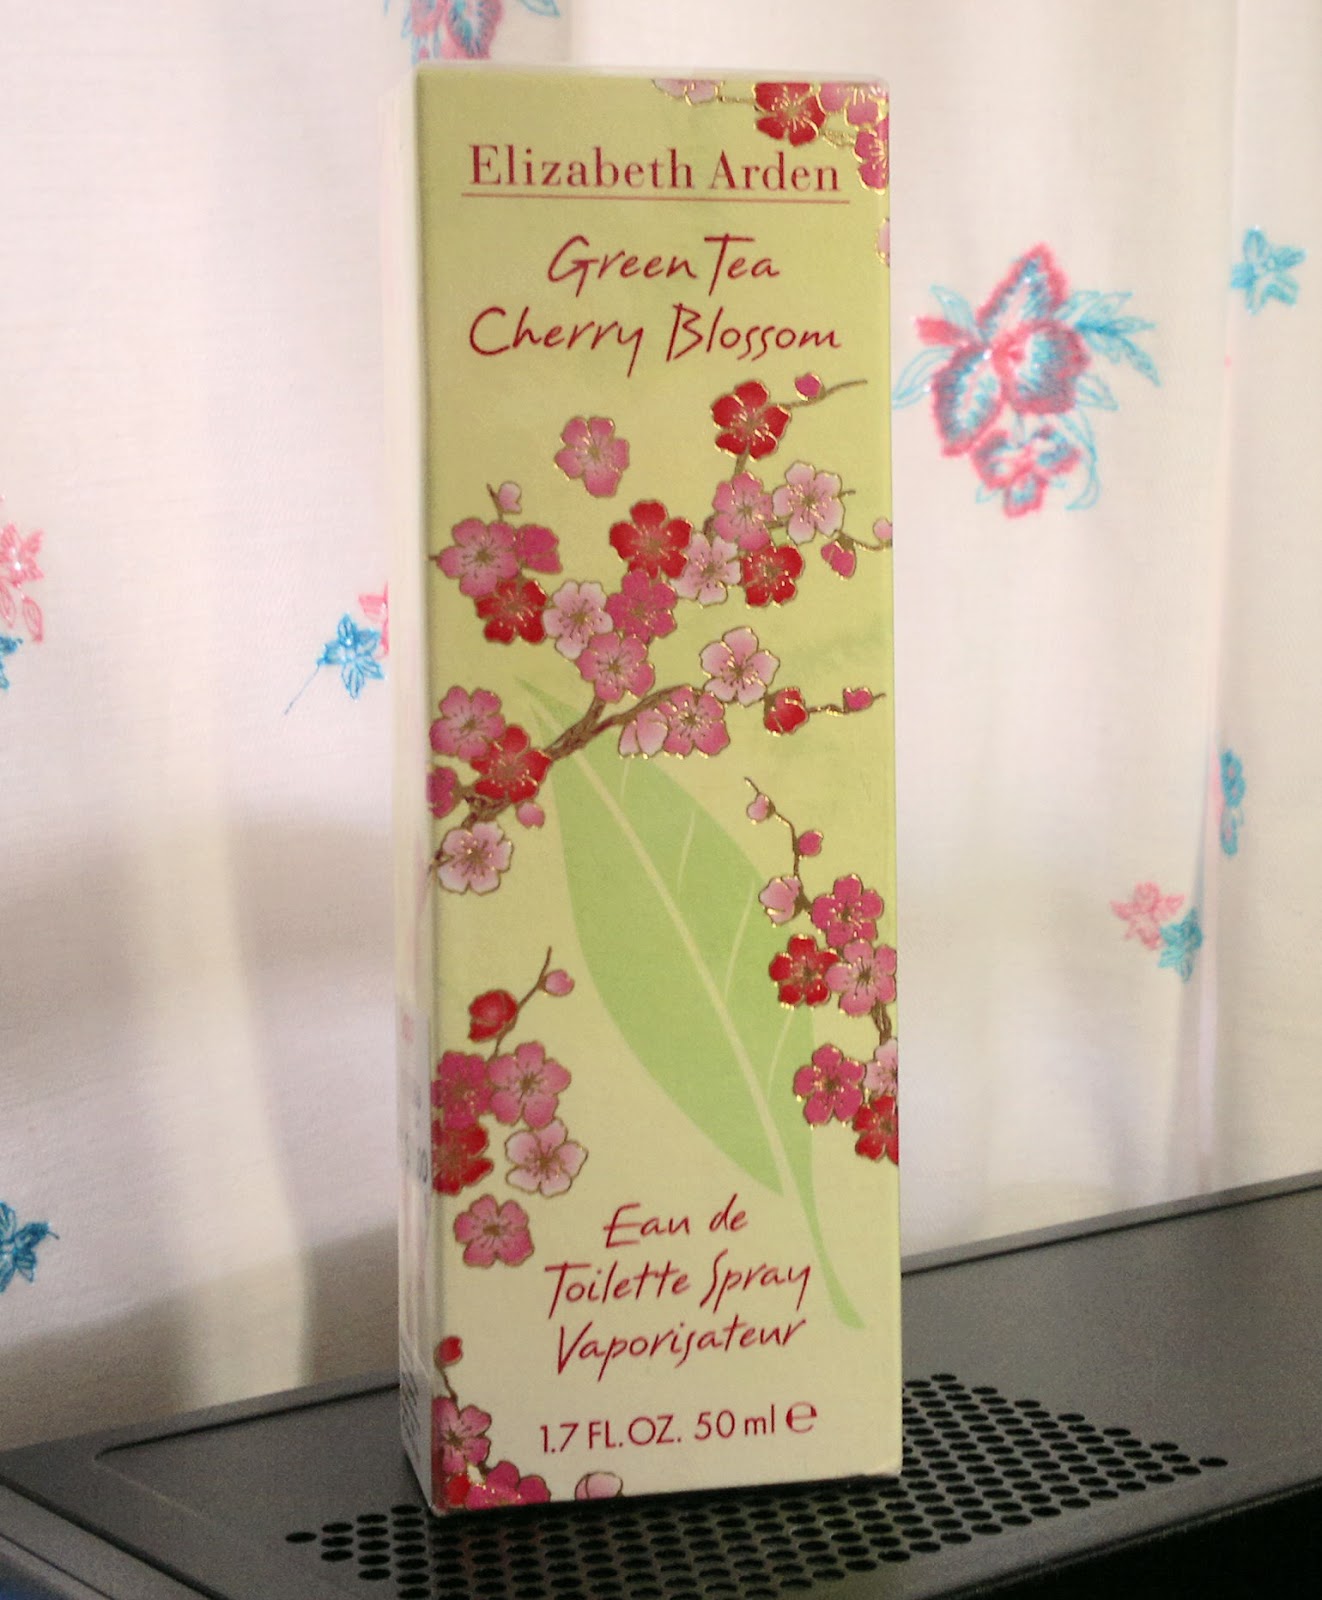 Elizabeth Arden
Green Tea
Cherry Blossom
Eau de
Toilette Spray
Vaporisateur
1.7 FL.OZ. 50 ml ℮